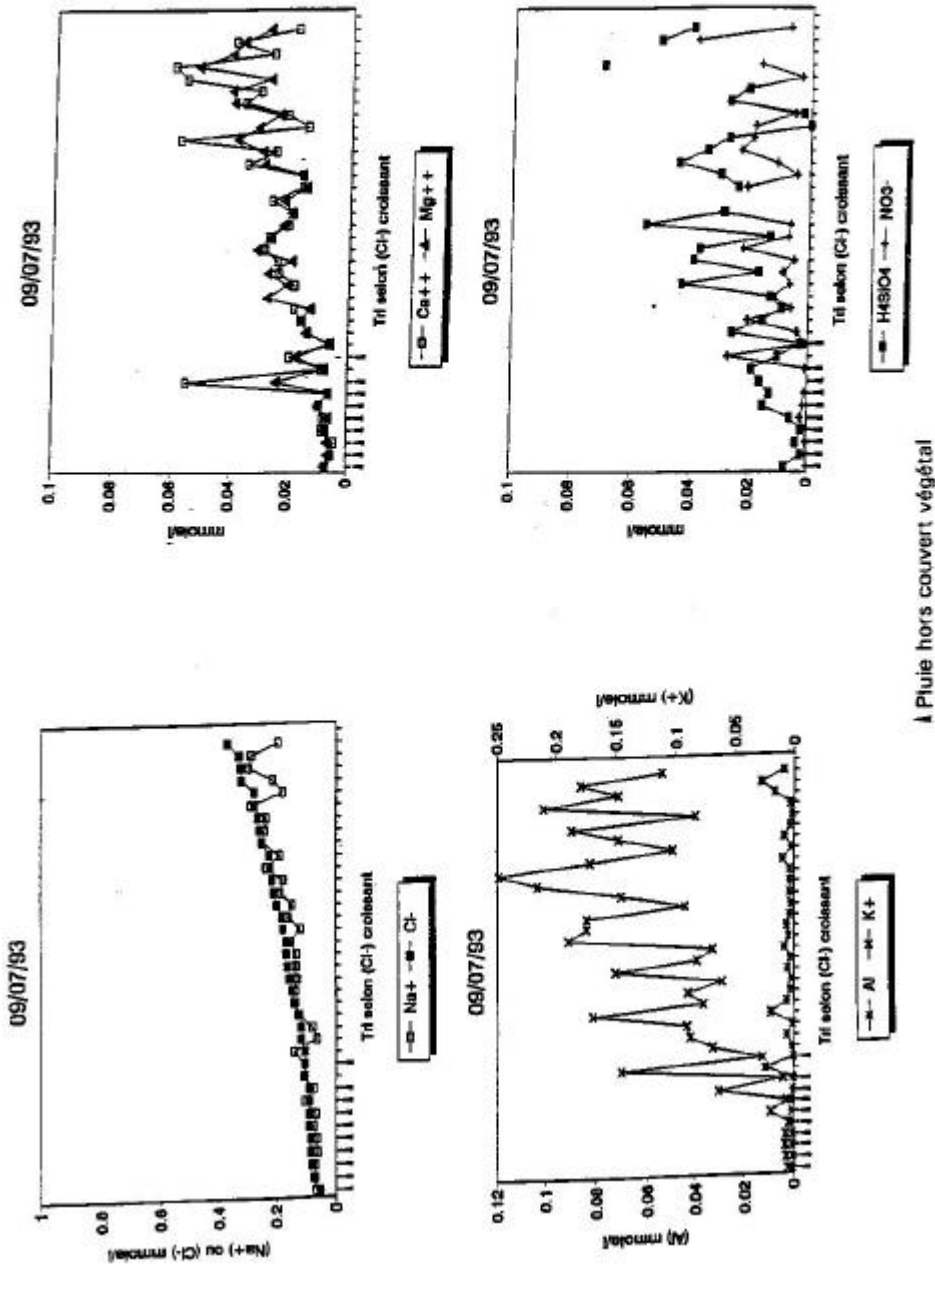 09/07/93
(Na+) ou (Cl-) mmole/l
1
0.8
0.6
0.4
0.2
0
Tri selon (Cl-) croissant
Na+ Cl-
09/07/93
mmole/l
0.1
0.08
0.06
0.04
0.02
0
Tri selon (Cl-) croissant
Ca++ Mg++
09/07/93
(Al) mmole/l
0.12
0.1
0.08
0.06
0.04
0.02
0
(K+) mmole/l
0.25
0.2
0.15
0.1
0.05
0
Tri selon (Cl-) croissant
Al K+
09/07/93
mmole/l
0.1
0.08
0.06
0.04
0.02
0
Tri selon (Cl-) croissant
H4SiO4 NO3-
Pluie hors couvert végétal